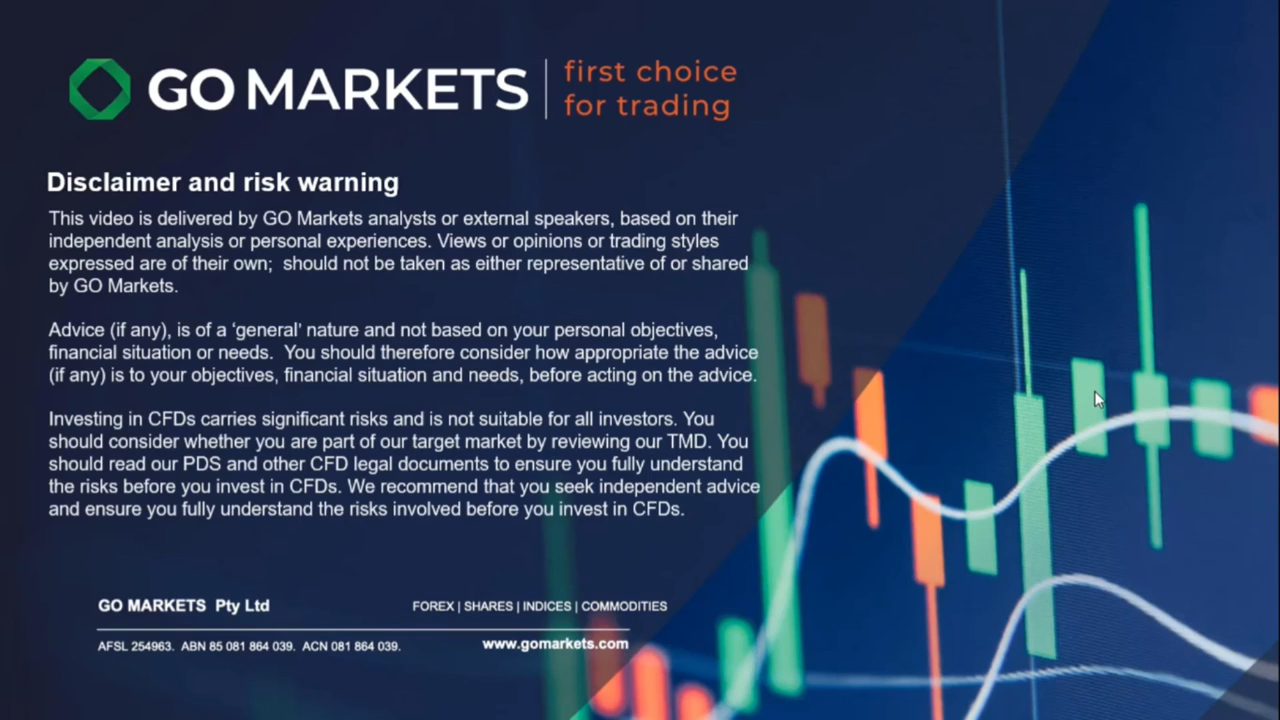 GO MARKETS
first choice
for trading
Disclaimer and risk warning
This video is delivered by GO Markets analysts or external speakers, based on their
independent analysis or personal experiences. Views or opinions or trading styles
expressed are of their own;  should not be taken as either representative of or shared
by GO Markets.
Advice (if any), is of a ‘general’ nature and not based on your personal objectives,
financial situation or needs.  You should therefore consider how appropriate the advice
(if any) is to your objectives, financial situation and needs, before acting on the advice.
Investing in CFDs carries significant risks and is not suitable for all investors. You
should consider whether you are part of our target market by reviewing our TMD. You
should read our PDS and other CFD legal documents to ensure you fully understand
the risks before you invest in CFDs. We recommend that you seek independent advice
and ensure you fully understand the risks involved before you invest in CFDs.
GO MARKETS  Pty Ltd
FOREX | SHARES | INDICES | COMMODITIES
AFSL 254963.  ABN 85 081 864 039.  ACN 081 864 039.
www.gomarkets.com